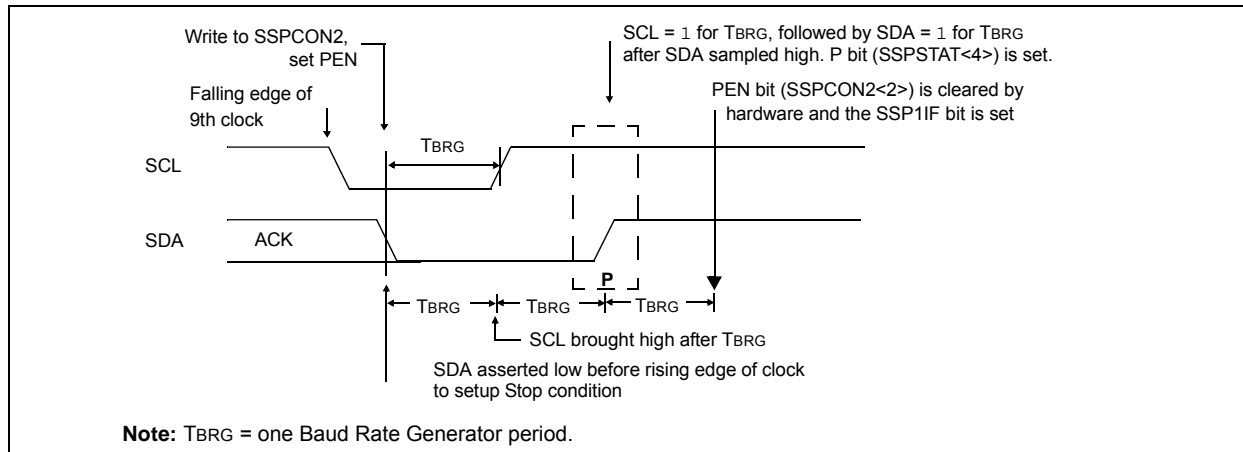 Write to SSPCON2,
set PEN
SCL = 1 for TBRG, followed by SDA = 1 for TBRG
after SDA sampled high. P bit (SSPSTAT<4>) is set.
Falling edge of
9th clock
PEN bit (SSPCON2<2>) is cleared by
hardware and the SSP1IF bit is set
TBRG
SCL
SDA
ACK
P
TBRG
TBRG
TBRG
SCL brought high after TBRG
SDA asserted low before rising edge of clock
to setup Stop condition
Note: TBRG = one Baud Rate Generator period.